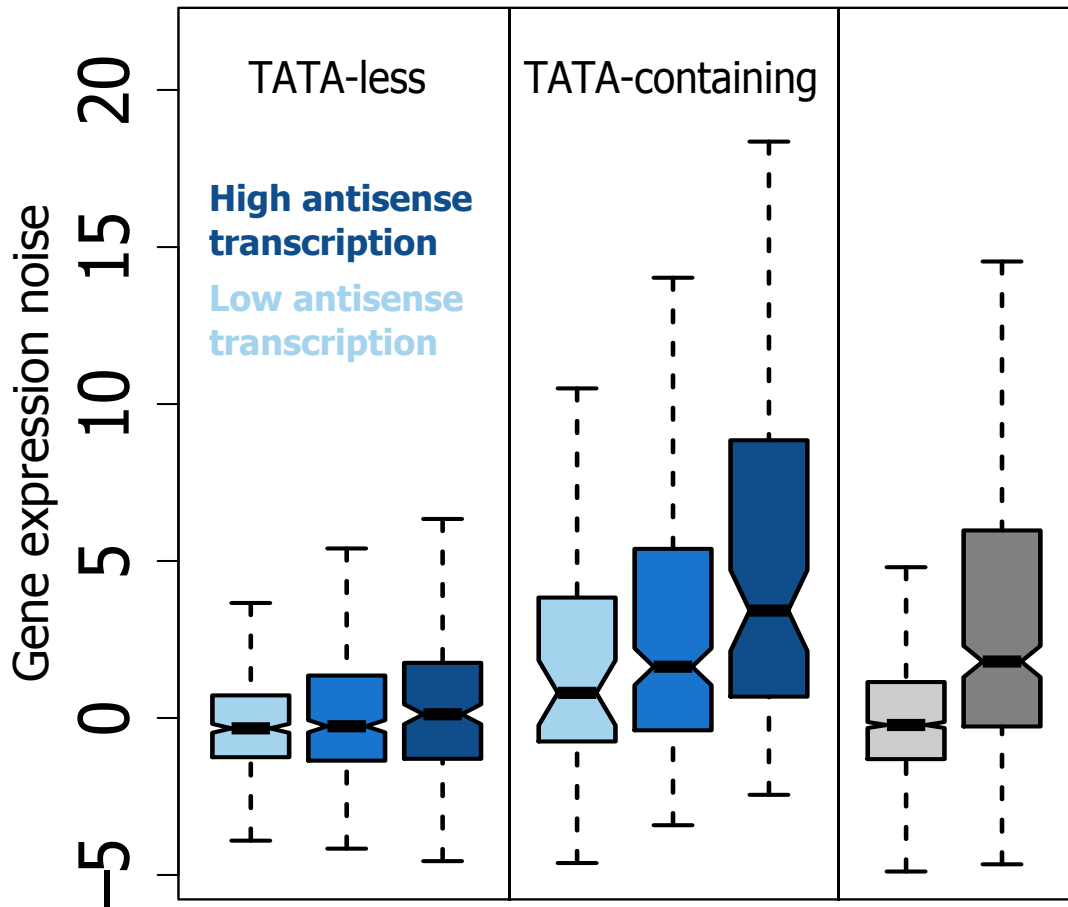 TATA-less
TATA-containing
High antisense
transcription
Low antisense
transcription
Gene expression noise
20
15
10
5
0
−5